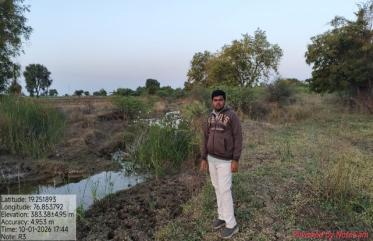 Latitude: 19.251893
Longitude: 76.853792
Elevation: 383.38±4.95 m
Accuracy: 4.953 m
Time: 10-01-2026 17:44
Note: R3
Powered by NoteCam